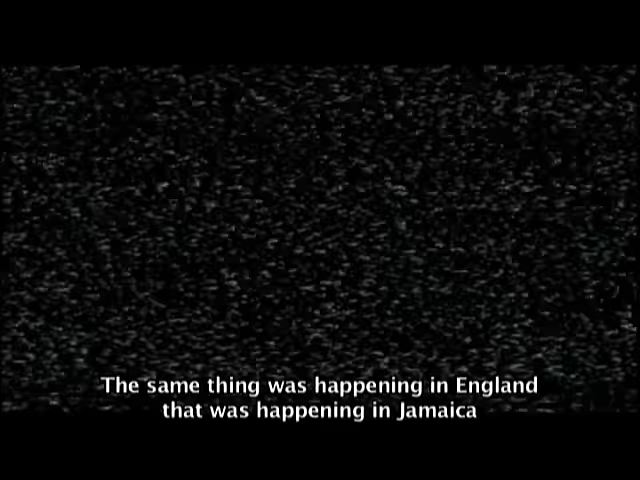 The same thing was happening in England
that was happening in Jamaica